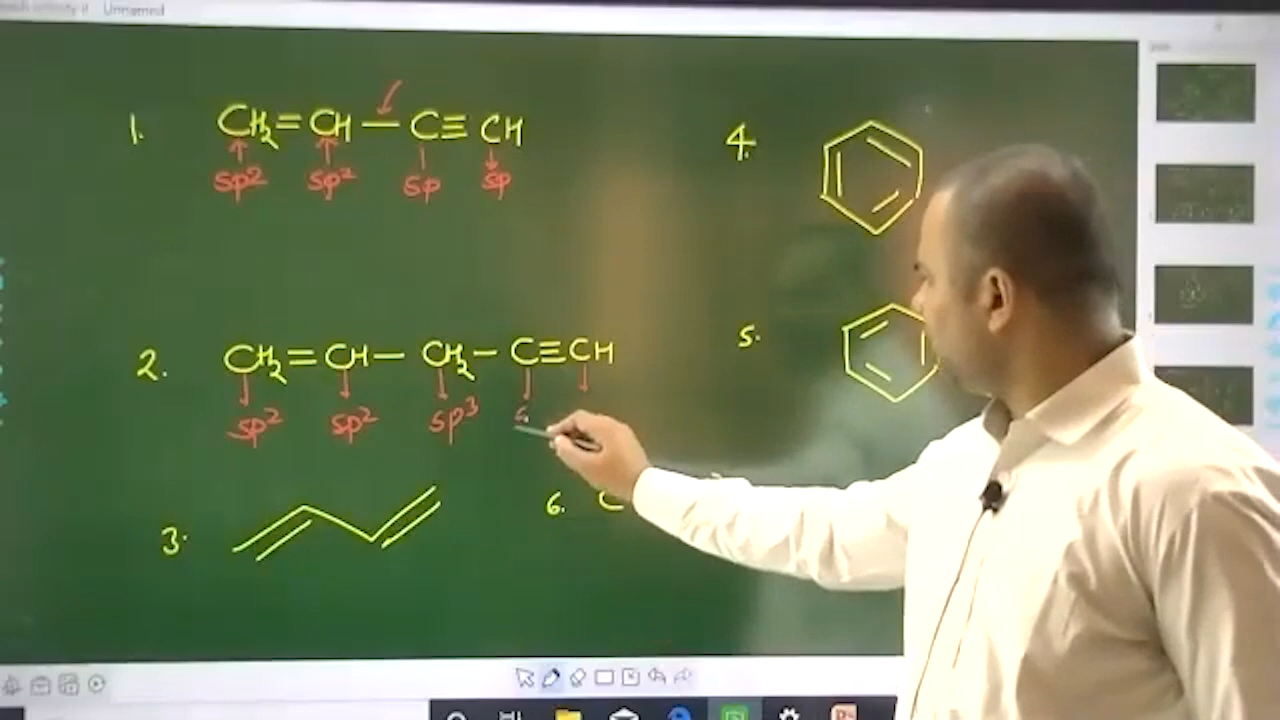 Unnamed
1. CH2=CH—C≡CH
sp2 sp2 sp sp
4.
2. CH2=CH—CH2—C≡CH
sp2 sp2 sp3 s
5.
3.
6. C